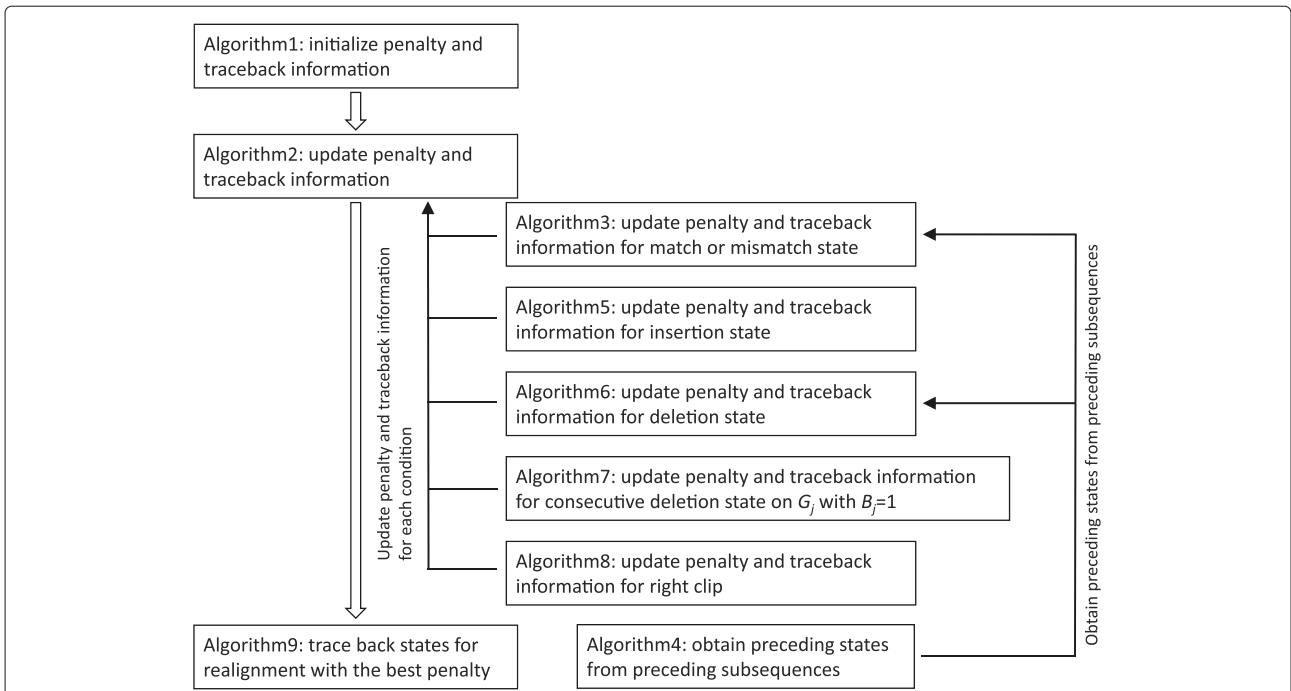 Algorithm1: initialize penalty and
traceback information
Algorithm2: update penalty and
traceback information
Update penalty and traceback information
for each condition
Algorithm3: update penalty and traceback
information for match or mismatch state
Algorithm5: update penalty and traceback
information for insertion state
Algorithm6: update penalty and traceback
information for deletion state
Algorithm7: update penalty and traceback information
for consecutive deletion state on Gj with Bj=1
Algorithm8: update penalty and traceback
information for right clip
Obtain preceding states from preceding subsequences
Algorithm9: trace back states for
realignment with the best penalty
Algorithm4: obtain preceding states
from preceding subsequences